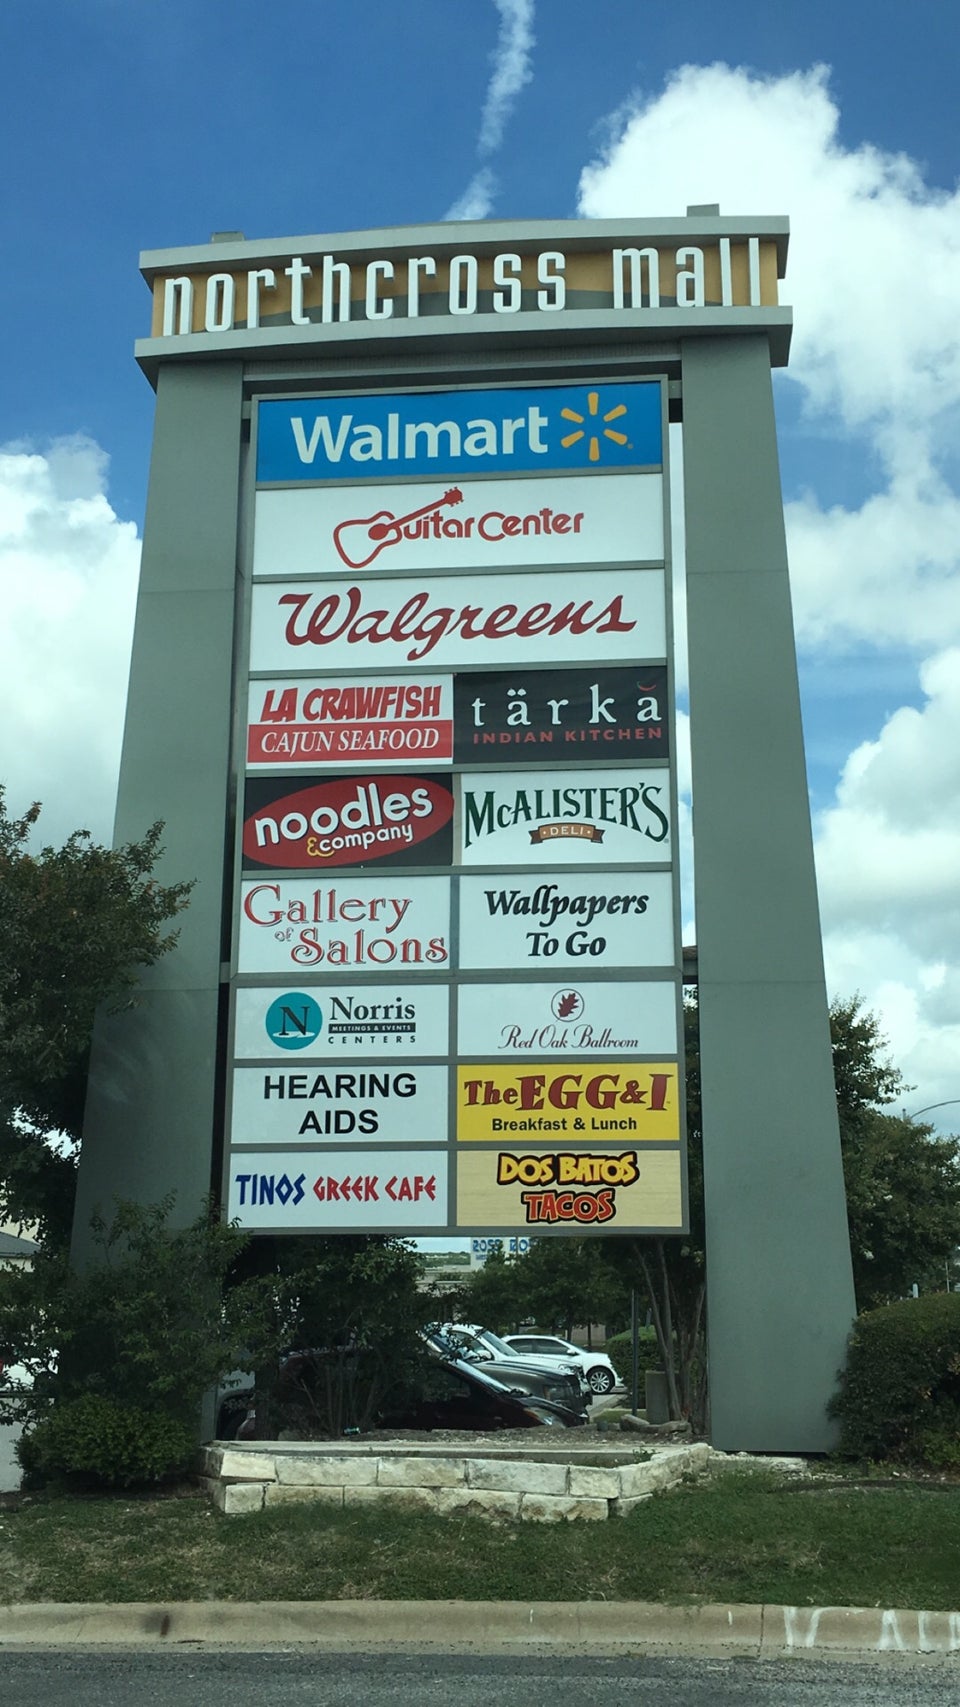 northcross mall
Walmart
Guitar Center
Walgreens
LA CRAWFISH
CAJUN SEAFOOD
tärkà
INDIAN KITCHEN
noodles
&company
McALISTER'S
DELI
Gallery
of Salons
Wallpapers
To Go
N Norris
MEETINGS & EVENTS
CENTERS
Red Oak Ballroom
HEARING
AIDS
The EGG&I
Breakfast & Lunch
TINOS GREEK CAFE
DOS BATOS
TACOS